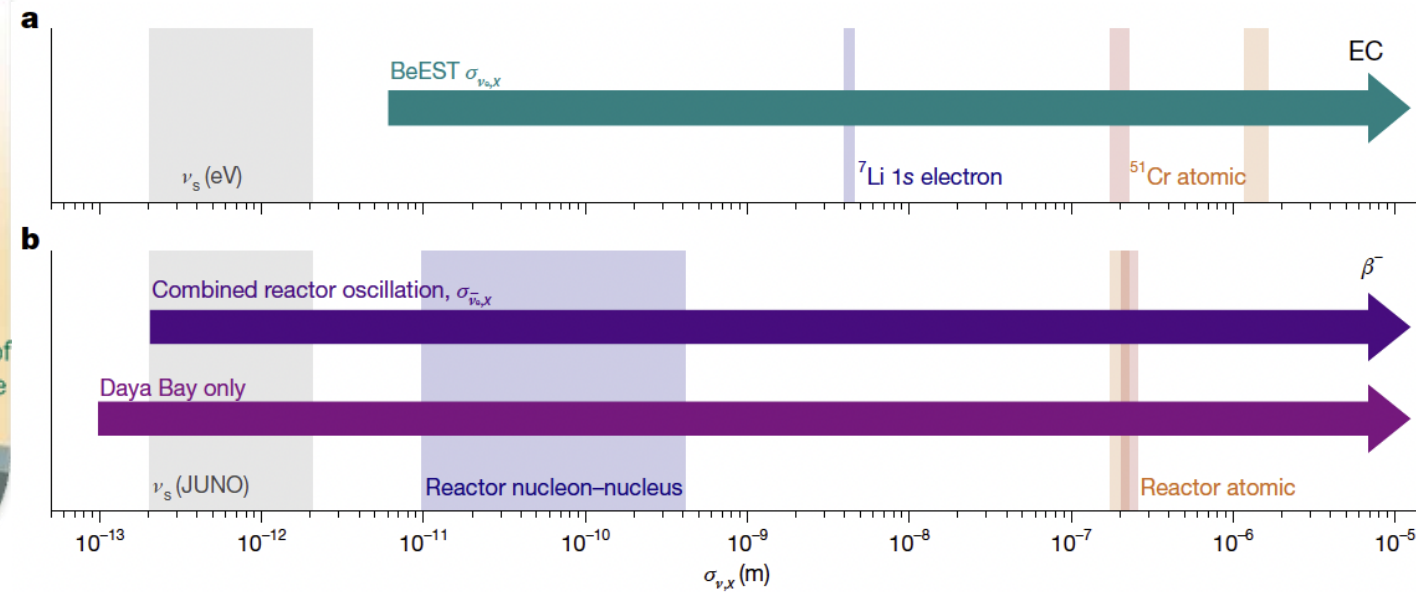 a
EC
BeEST σνₑ,x
νs (eV)
⁷Li 1s electron
⁵¹Cr atomic
b
β⁻
Combined reactor oscillation, σν̄ₑ,x
of
e
Daya Bay only
νs (JUNO)
Reactor nucleon–nucleus
Reactor atomic
10⁻¹³ 10⁻¹² 10⁻¹¹ 10⁻¹⁰ 10⁻⁹ 10⁻⁸ 10⁻⁷ 10⁻⁶ 10⁻⁵
σν,x (m)